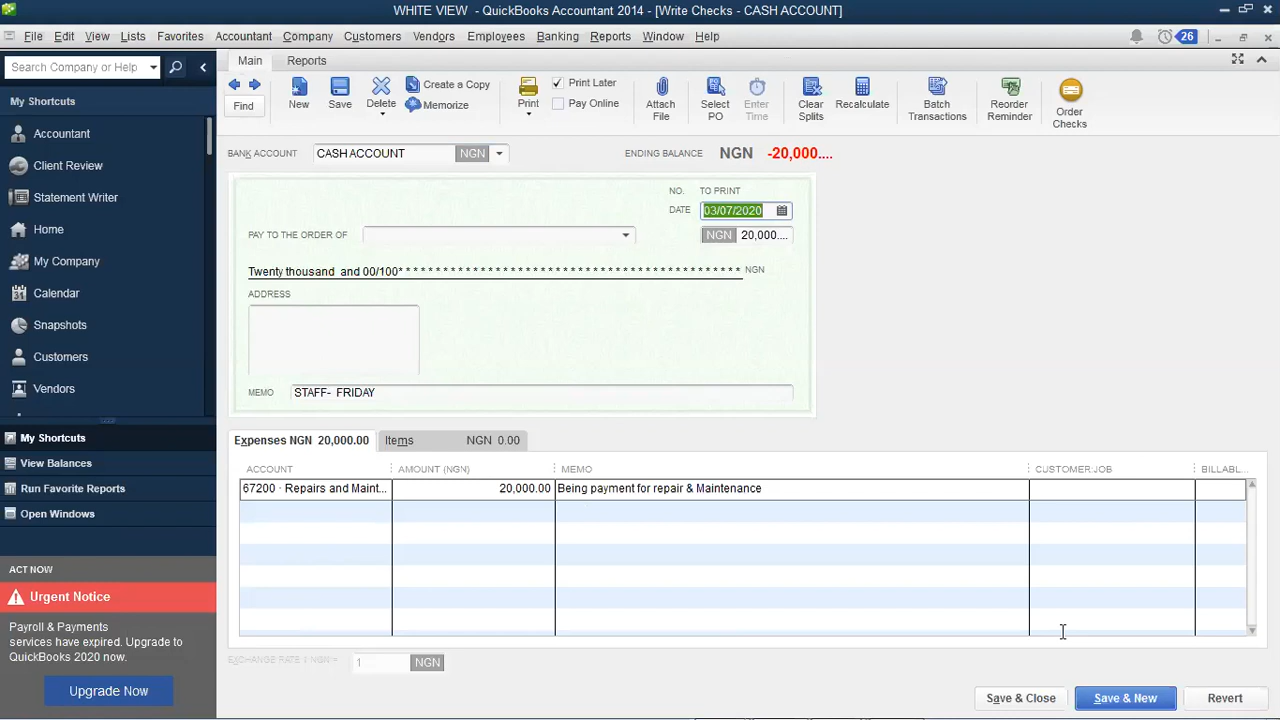 WHITE VIEW - QuickBooks Accountant 2014 - [Write Checks - CASH ACCOUNT]
File Edit View Lists Favorites Accountant Company Customers Vendors Employees Banking Reports Window Help 26
Search Company or Help
My Shortcuts
Accountant
Client Review
Statement Writer
Home
My Company
Calendar
Snapshots
Customers
Vendors
My Shortcuts
View Balances
Run Favorite Reports
Open Windows
ACT NOW
Urgent Notice
Payroll & Payments
services have expired. Upgrade to
QuickBooks 2020 now.
Upgrade Now
Main Reports
Find
New
Save
Delete
Create a Copy
Memorize
Print
Print Later
Pay Online
Attach
File
Select
PO
Enter
Time
Clear
Splits
Recalculate
Batch
Transactions
Reorder
Reminder
Order
Checks
BANK ACCOUNT CASH ACCOUNT NGN ENDING BALANCE NGN -20,000....
NO. TO PRINT
DATE 03/07/2020
PAY TO THE ORDER OF NGN 20,000....
Twenty thousand and 00/100* * * * * * * * * * * * * * * * * * * * * * * * * * * * * * * * * * * * * * * * * * * * * * NGN
ADDRESS
MEMO STAFF- FRIDAY
Expenses NGN 20,000.00 Items NGN 0.00
ACCOUNT AMOUNT (NGN) MEMO CUSTOMER:JOB BILLABL...
67200 · Repairs and Maint... 20,000.00 Being payment for repair & Maintenance
EXCHANGE RATE 1 NGN = 1 NGN
Save & Close Save & New Revert